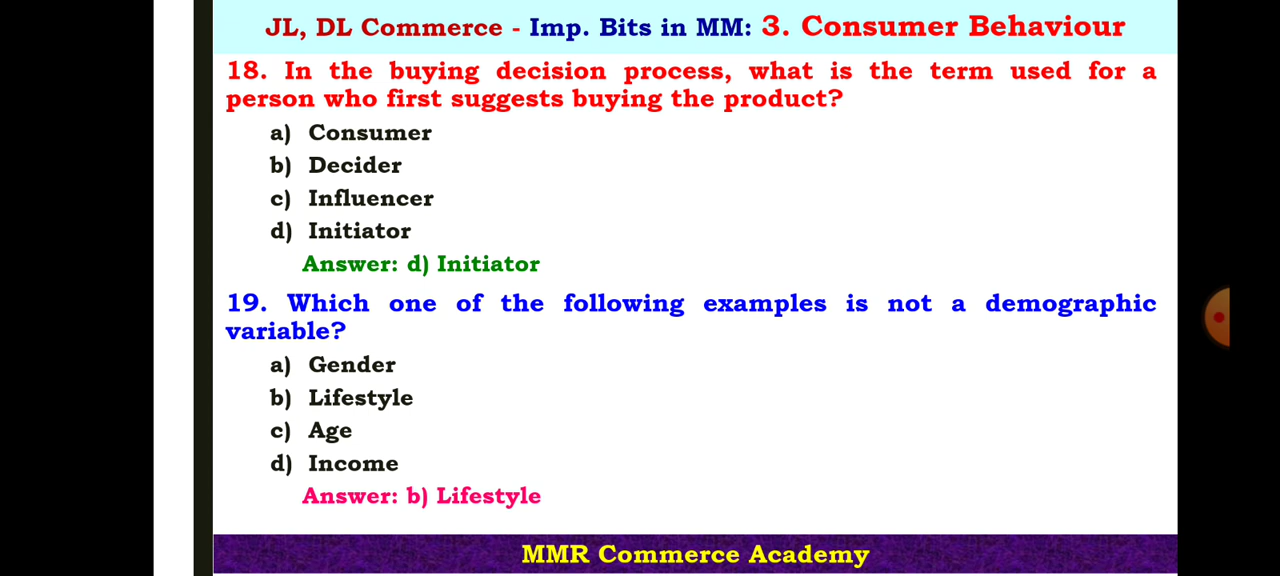 JL, DL Commerce - Imp. Bits in MM: 3. Consumer Behaviour
18. In the buying decision process, what is the term used for a
person who first suggests buying the product?
a) Consumer
b) Decider
c) Influencer
d) Initiator
Answer: d) Initiator
19. Which one of the following examples is not a demographic
variable?
a) Gender
b) Lifestyle
c) Age
d) Income
Answer: b) Lifestyle
MMR Commerce Academy